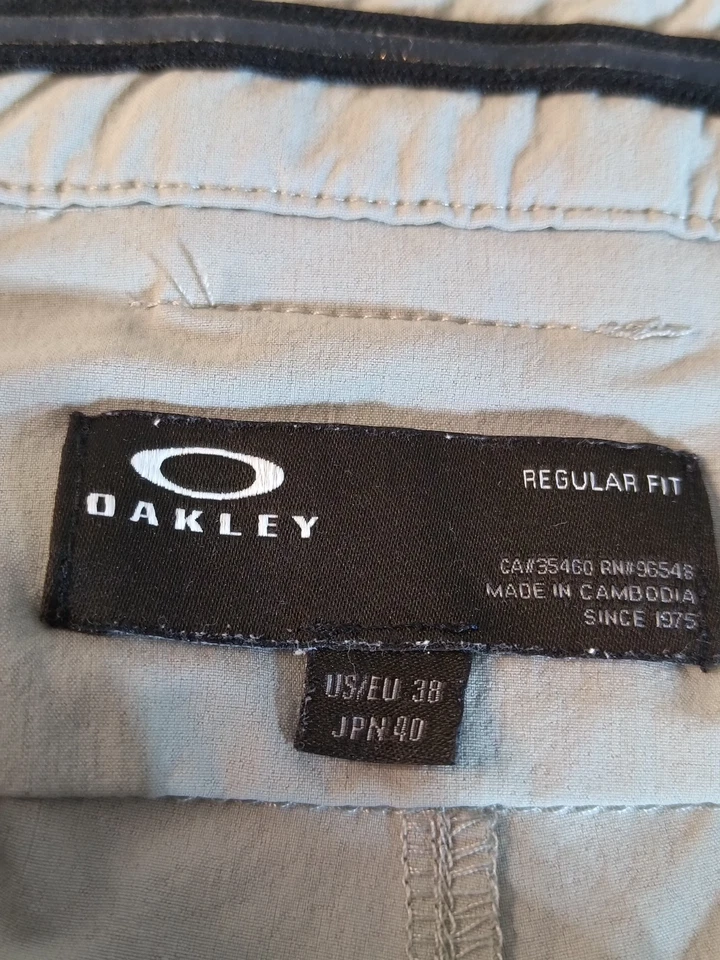 OAKLEY
REGULAR FIT
CA#35460 RN#96548
MADE IN CAMBODIA
SINCE 1975
US/EU 38
JPN 40